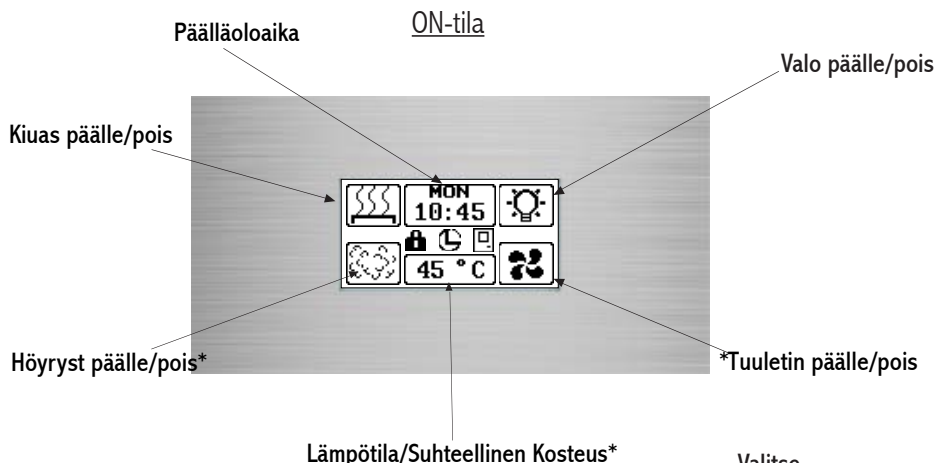 ON-tila
Päälläoloaika
Valo päälle/pois
Kiuas päälle/pois
MON
10:45
45 °C
Höyryst päälle/pois*
*Tuuletin päälle/pois
Lämpötila/Suhteellinen Kosteus*
Valitse